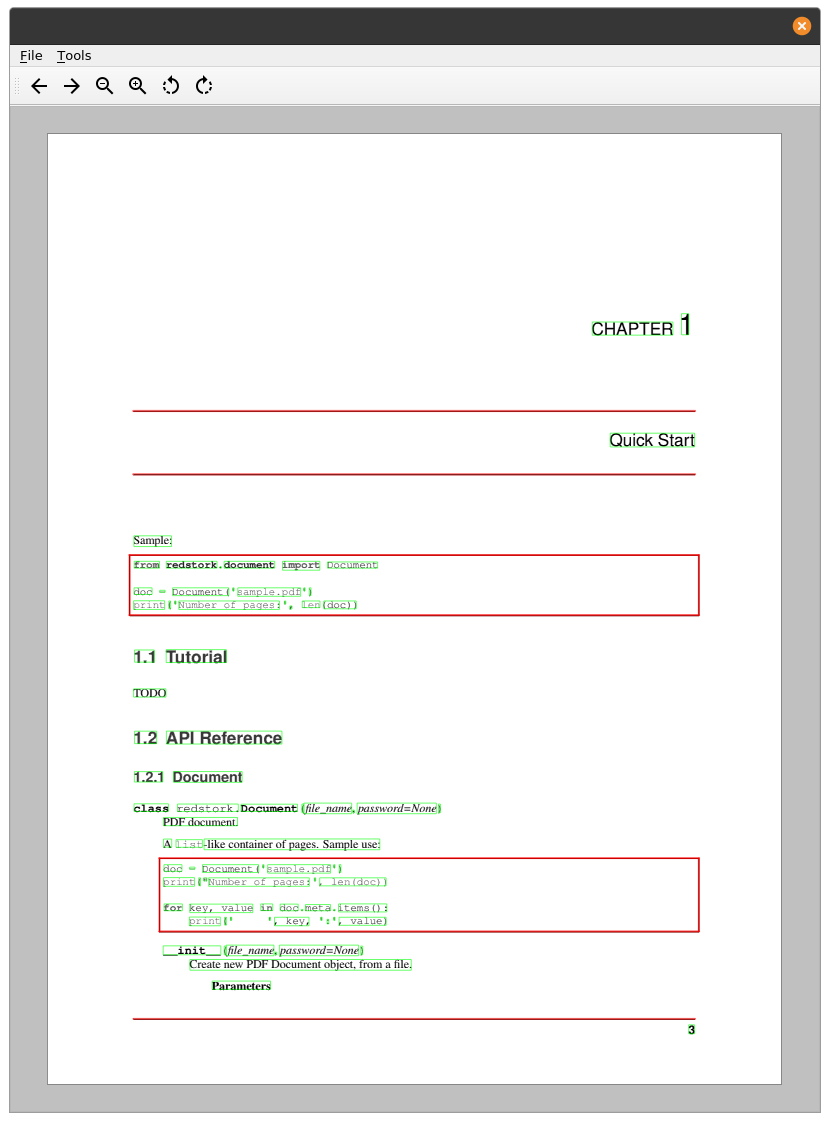 File Tools
CHAPTER 1
Quick Start
Sample:
from redstork.document import Document
doc = Document('sample.pdf')
print('Number of pages:', len(doc))
1.1 Tutorial
TODO
1.2 API Reference
1.2.1 Document
class redstork.Document(file_name, password=None)
PDF document.
A list-like container of pages. Sample use:
doc = Document('sample.pdf')
print("Number of pages:', len(doc))
for key, value in doc.meta.items():
print('     ', key, ':', value)
__init__(file_name, password=None)
Create new PDF Document object, from a file.
Parameters
3